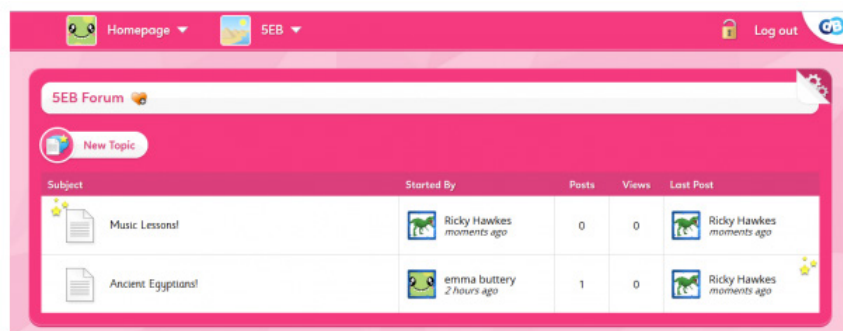 Homepage 5EB Log out dB
5EB Forum
New Topic
Subject Started By Posts Views Last Post
Music Lessons! Ricky Hawkes moments ago 0 0 Ricky Hawkes moments ago
Ancient Egyptians! emma buttery 2 hours ago 1 0 Ricky Hawkes moments ago